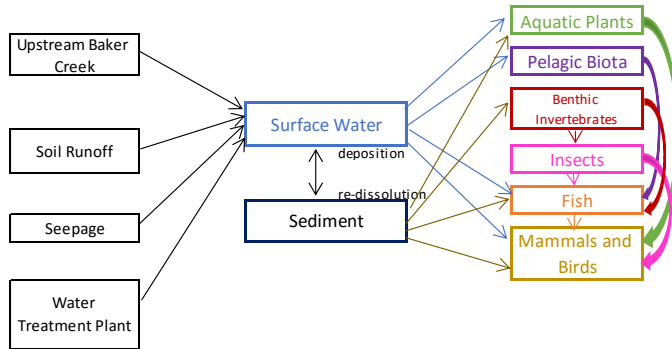 Upstream Baker
Creek
Soil Runoff
Seepage
Water
Treatment Plant
Surface Water
deposition
re-dissolution
Sediment
Aquatic Plants
Pelagic Biota
Benthic
Invertebrates
Insects
Fish
Mammals and
Birds